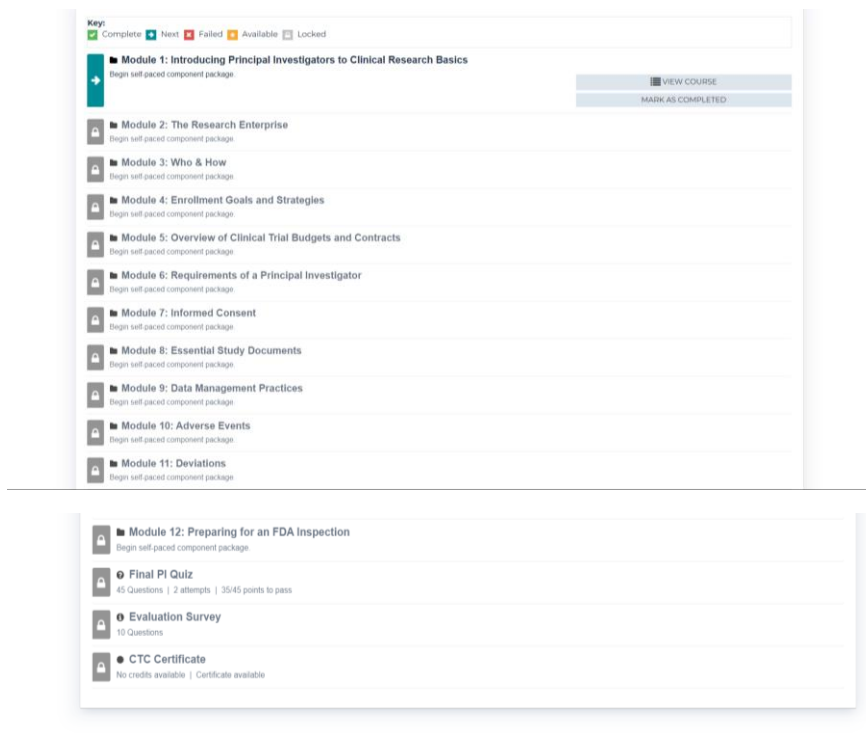 Key:
Complete Next Failed Available Locked
Module 1: Introducing Principal Investigators to Clinical Research Basics
Begin self-paced component package.
VIEW COURSE
MARK AS COMPLETED
Module 2: The Research Enterprise
Begin self-paced component package.
Module 3: Who & How
Begin self-paced component package.
Module 4: Enrollment Goals and Strategies
Begin self-paced component package.
Module 5: Overview of Clinical Trial Budgets and Contracts
Begin self-paced component package.
Module 6: Requirements of a Principal Investigator
Begin self-paced component package.
Module 7: Informed Consent
Begin self-paced component package.
Module 8: Essential Study Documents
Begin self-paced component package.
Module 9: Data Management Practices
Begin self-paced component package.
Module 10: Adverse Events
Begin self-paced component package.
Module 11: Deviations
Begin self-paced component package.
Module 12: Preparing for an FDA Inspection
Begin self-paced component package.
Final PI Quiz
45 Questions | 2 attempts | 35/45 points to pass
Evaluation Survey
10 Questions
CTC Certificate
No credits available | Certificate available